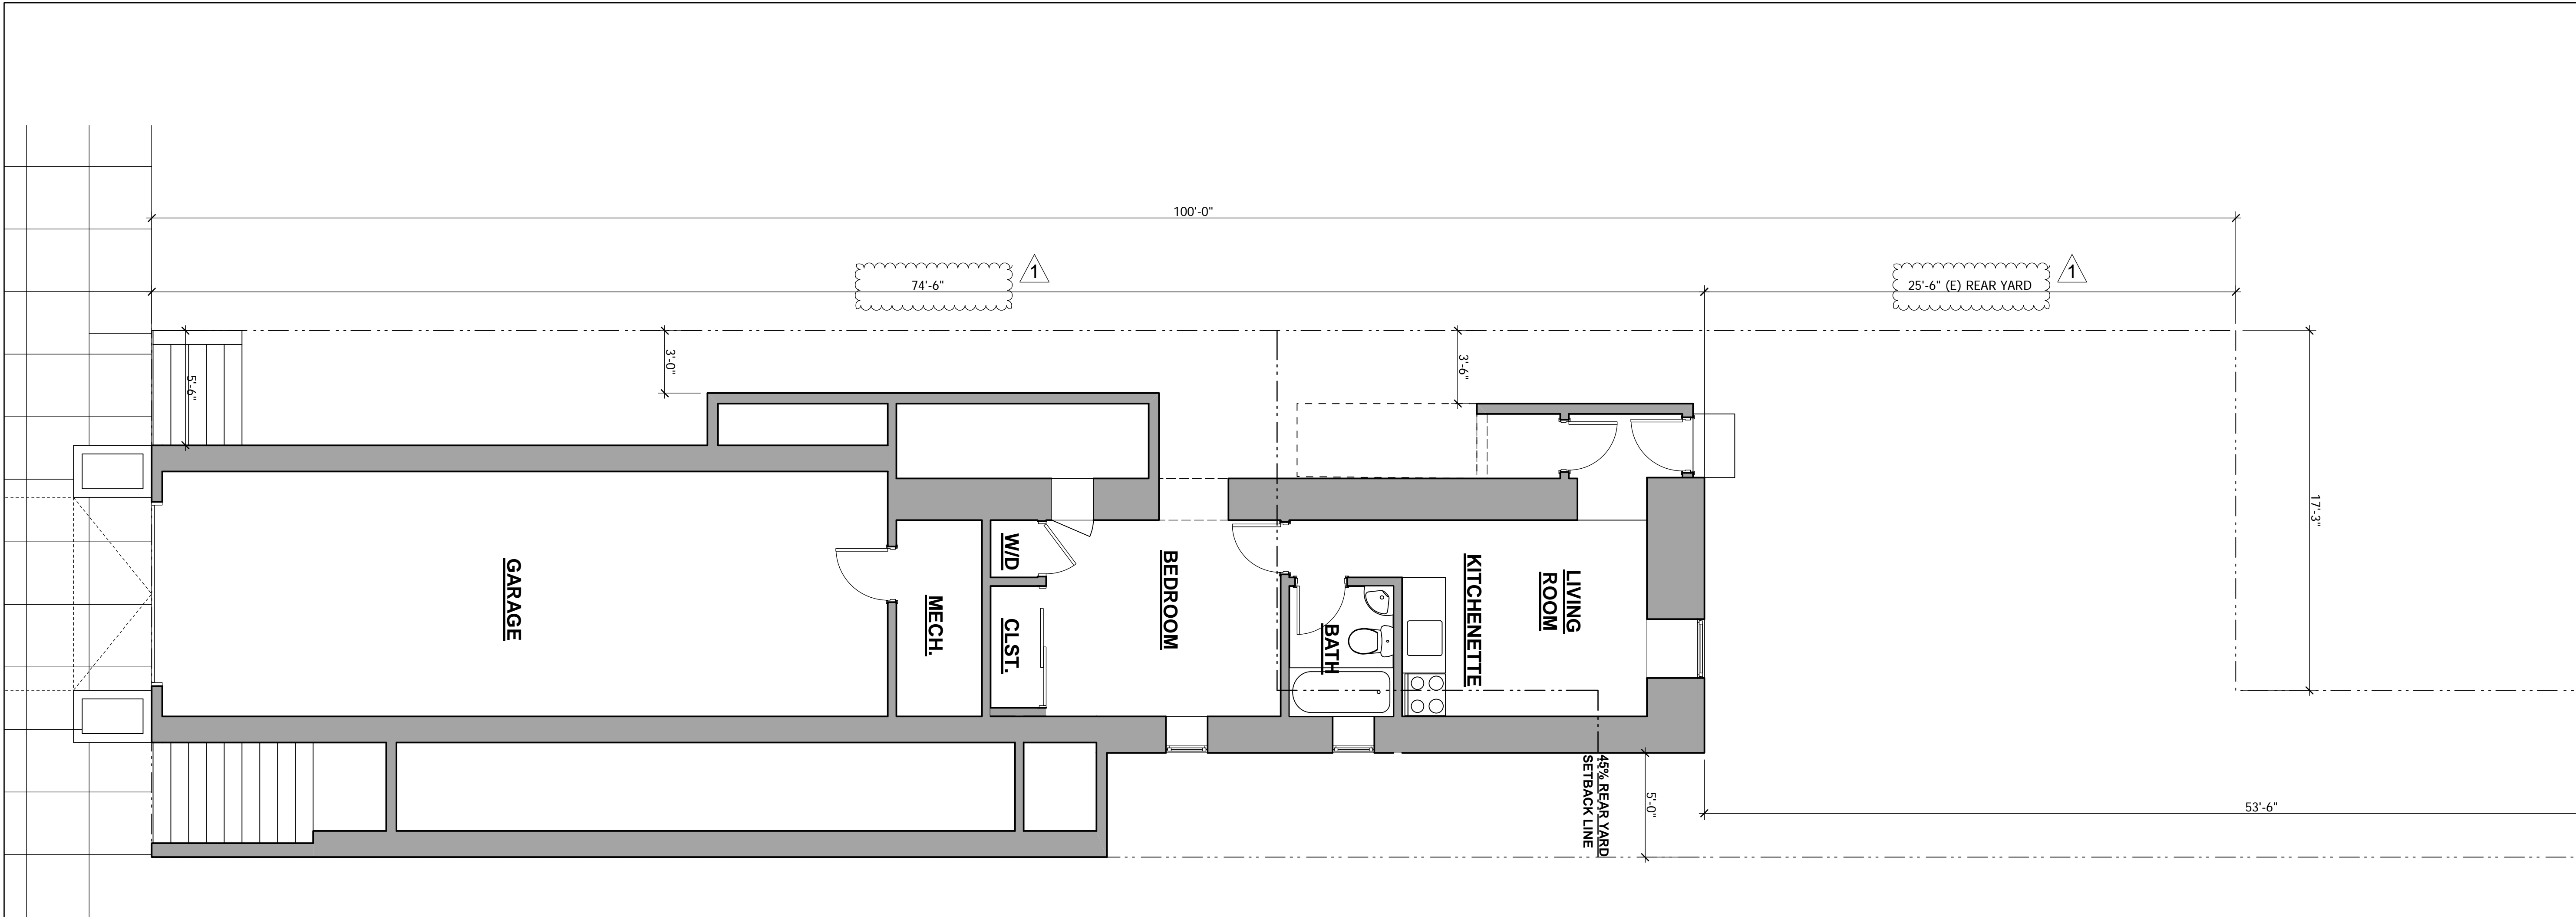 100'-0"
1
1
74'-6"
25'-6" (E) REAR YARD
3'-0"
3'-6"
5'-6"
17'-3"
GARAGE
MECH.
W/D
CLST.
BEDROOM
BATH
KITCHENETTE
LIVING
ROOM
45% REAR YARD
SETBACK LINE
5'-0"
53'-6"